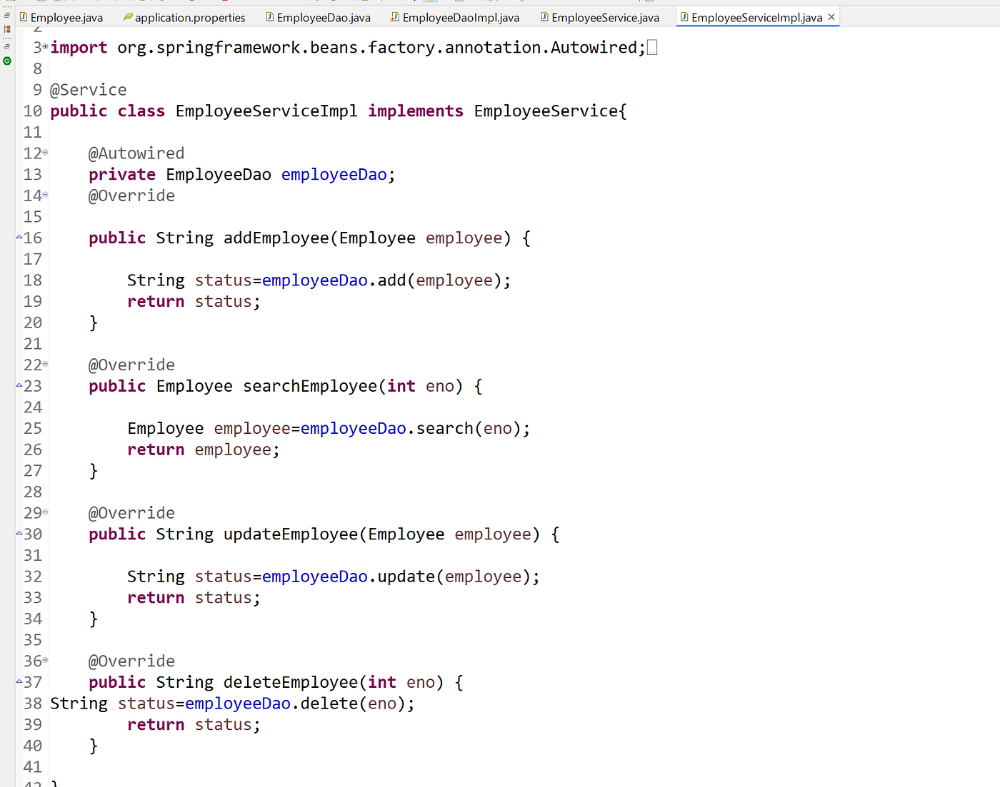 Employee.java application.properties EmployeeDao.java EmployeeDaoImpl.java EmployeeService.java EmployeeServiceImpl.java
2
3 import org.springframework.beans.factory.annotation.Autowired;
8
9 @Service
10 public class EmployeeServiceImpl implements EmployeeService{
11
12 @Autowired
13 private EmployeeDao employeeDao;
14 @Override
15
16 public String addEmployee(Employee employee) {
17
18 String status=employeeDao.add(employee);
19 return status;
20 }
21
22 @Override
23 public Employee searchEmployee(int eno) {
24
25 Employee employee=employeeDao.search(eno);
26 return employee;
27 }
28
29 @Override
30 public String updateEmployee(Employee employee) {
31
32 String status=employeeDao.update(employee);
33 return status;
34 }
35
36 @Override
37 public String deleteEmployee(int eno) {
38 String status=employeeDao.delete(eno);
39 return status;
40 }
41
42 }